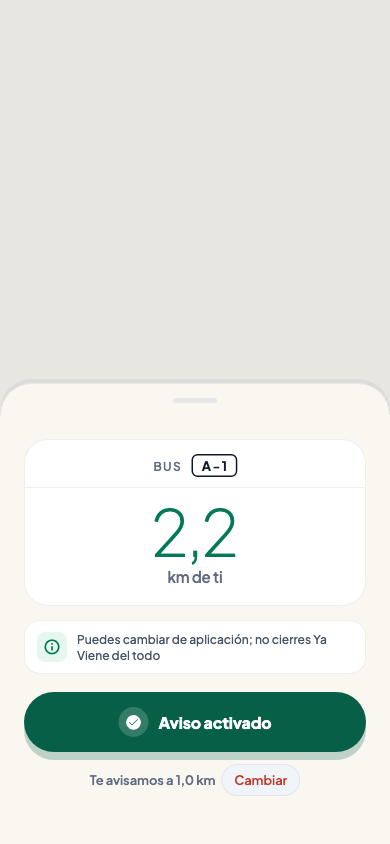 BUS A-1
2,2
km de ti
Puedes cambiar de aplicación; no cierres Ya
Viene del todo
Aviso activado
Te avisamos a 1,0 km Cambiar